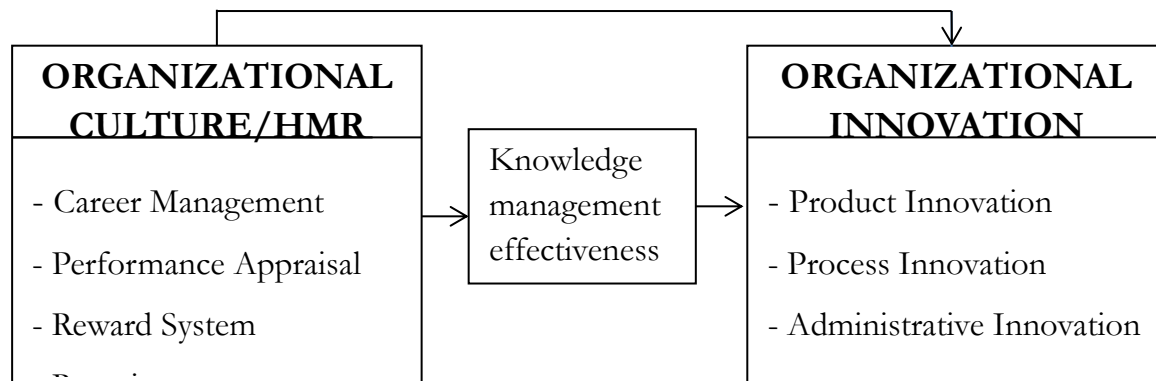 ORGANIZATIONAL
CULTURE/HMR
- Career Management
- Performance Appraisal
- Reward System
Knowledge
management
effectiveness
ORGANIZATIONAL
INNOVATION
- Product Innovation
- Process Innovation
- Administrative Innovation